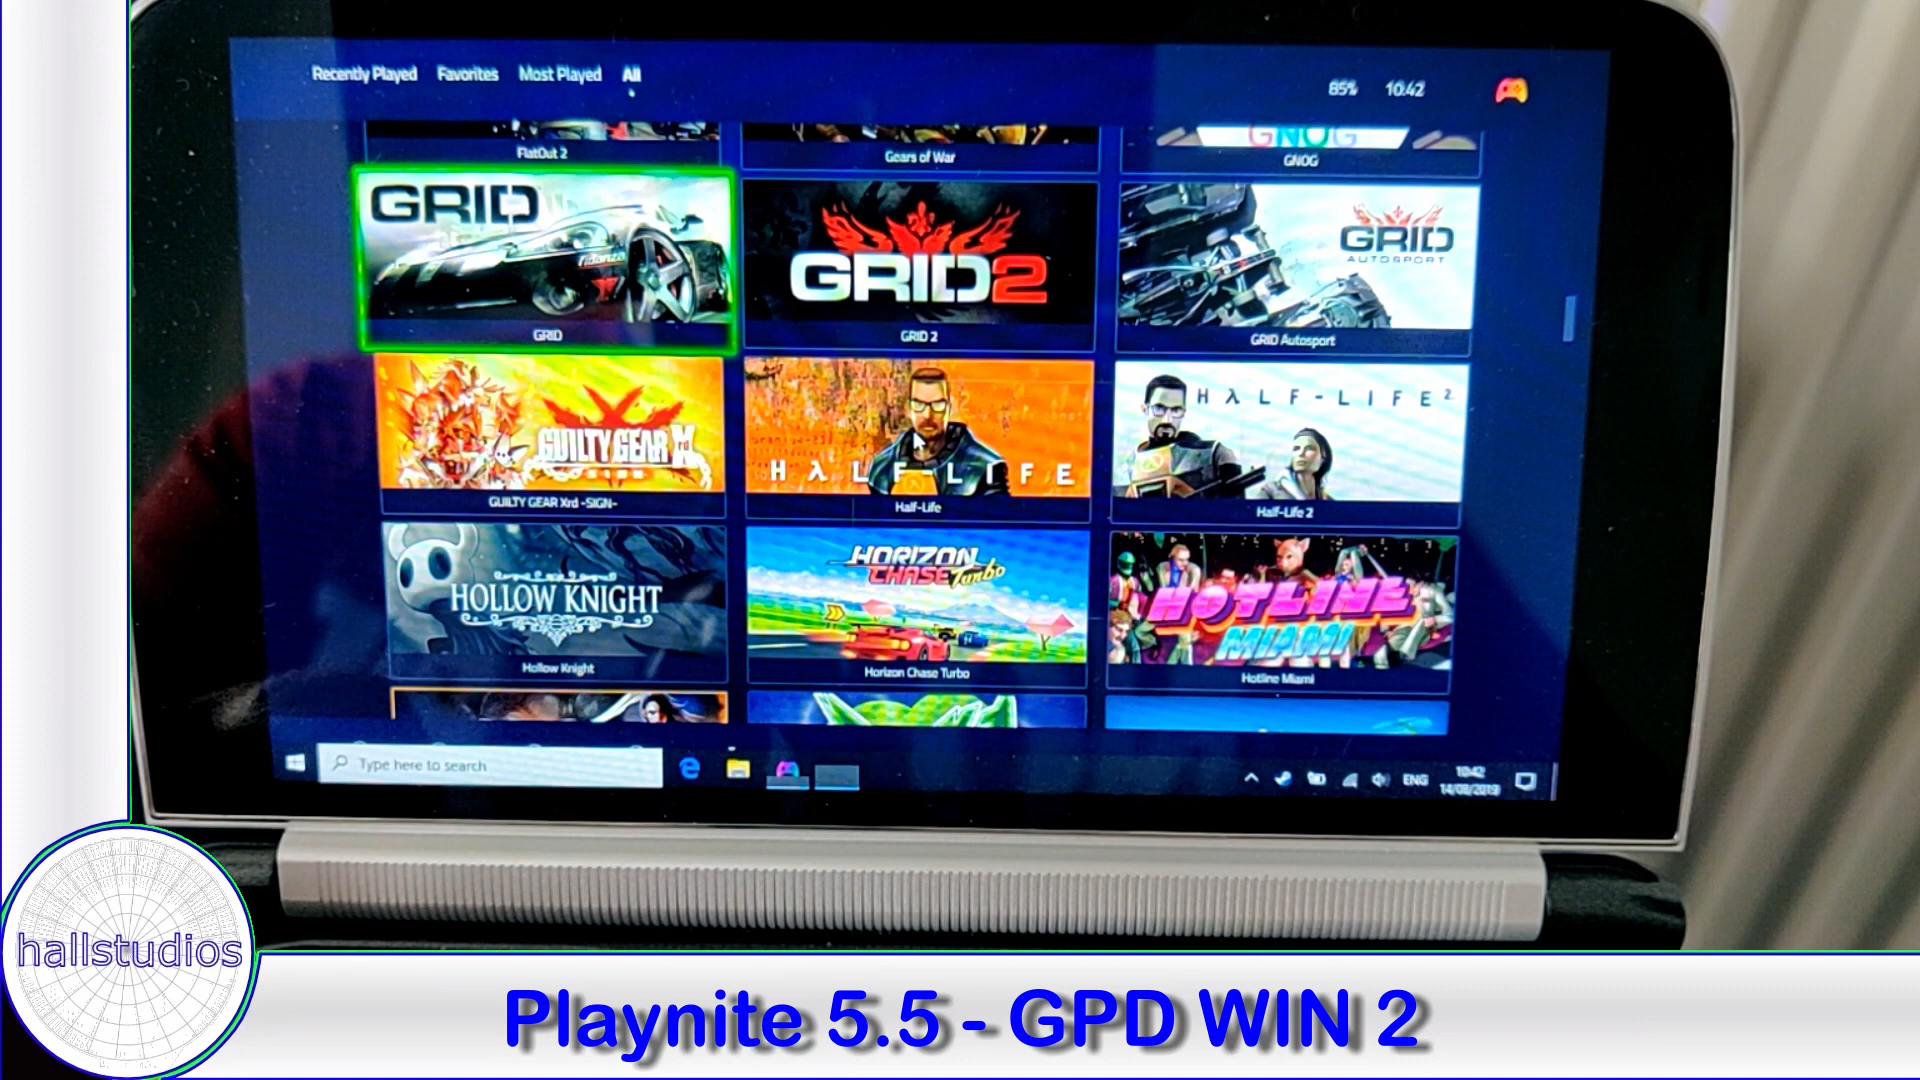 Recently Played Favorites Most Played All
85% 10:42
GNOG
FlatOut 2
Gears of War
GNOG
GRID
GRID 2
GRID AUTOSPORT
GRID
GRID 2
GRID Autosport
GUILTY GEAR X
SIGN
HALF-LIFE
HALF-LIFE 2
GUILTY GEAR Xrd -SIGN-
Half-Life
Half-Life 2
HOLLOW KNIGHT
HORIZON CHASE Turbo
HOTLINE MIAMI
Hollow Knight
Horizon Chase Turbo
Hotline Miami
Type here to search
ENG
10:42
14/08/2019
hallstudios
Playnite 5.5 - GPD WIN 2